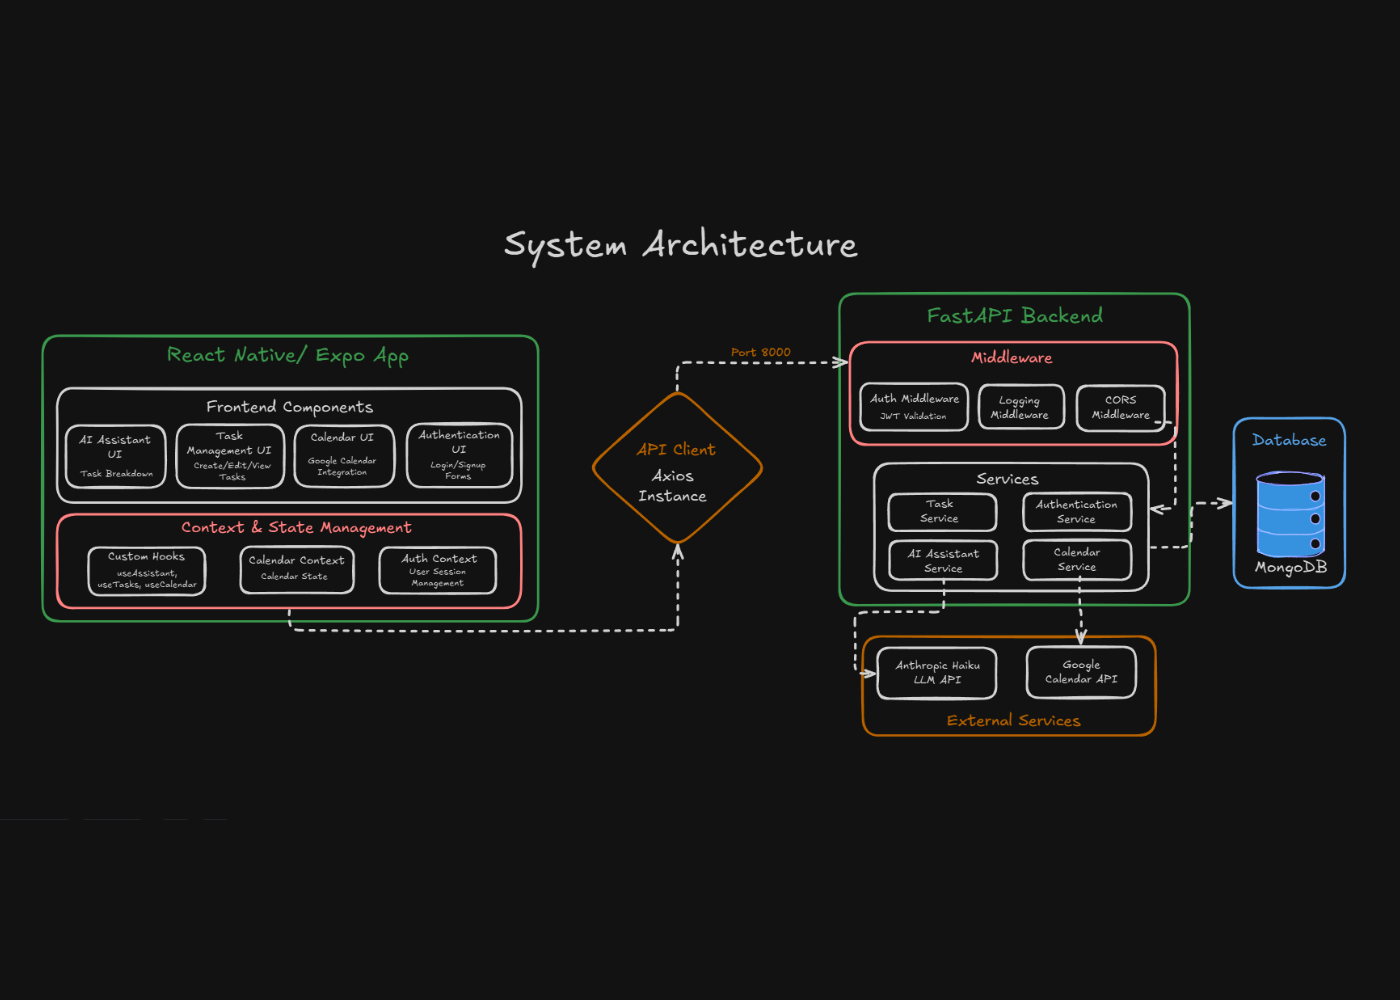 System Architecture
React Native/ Expo App
Frontend Components
AI Assistant
UI
Task Breakdown
Task
Management UI
Create/Edit/View
Tasks
Calendar UI
Google Calendar
Integration
Authentication
UI
Login/Signup
Forms
Context & State Management
Custom Hooks
useAssistant,
useTasks, useCalendar
Calendar Context
Calendar State
Auth Context
User Session
Management
API Client
Axios
Instance
Port 8000
FastAPI Backend
Middleware
Auth Middleware
JWT Validation
Logging
Middleware
CORS
Middleware
Services
Task
Service
Authentication
Service
AI Assistant
Service
Calendar
Service
Anthropic Haiku
LLM API
Google
Calendar API
External Services
Database
MongoDB